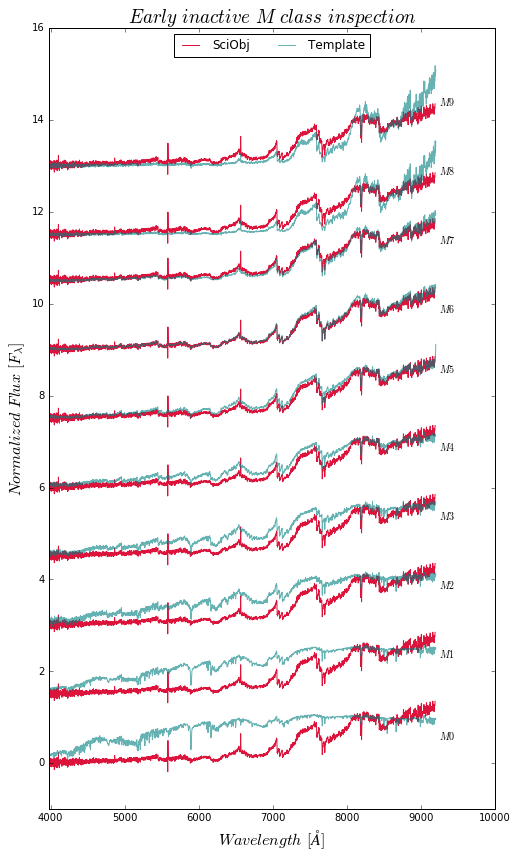 Early inactive M class inspection
SciObj Template
16
14
12
10
8
6
4
2
0
M9
M8
M7
M6
M5
M4
M3
M2
M1
M0
Normalized Flux [Fλ]
4000 5000 6000 7000 8000 9000 10000
Wavelength [Å]